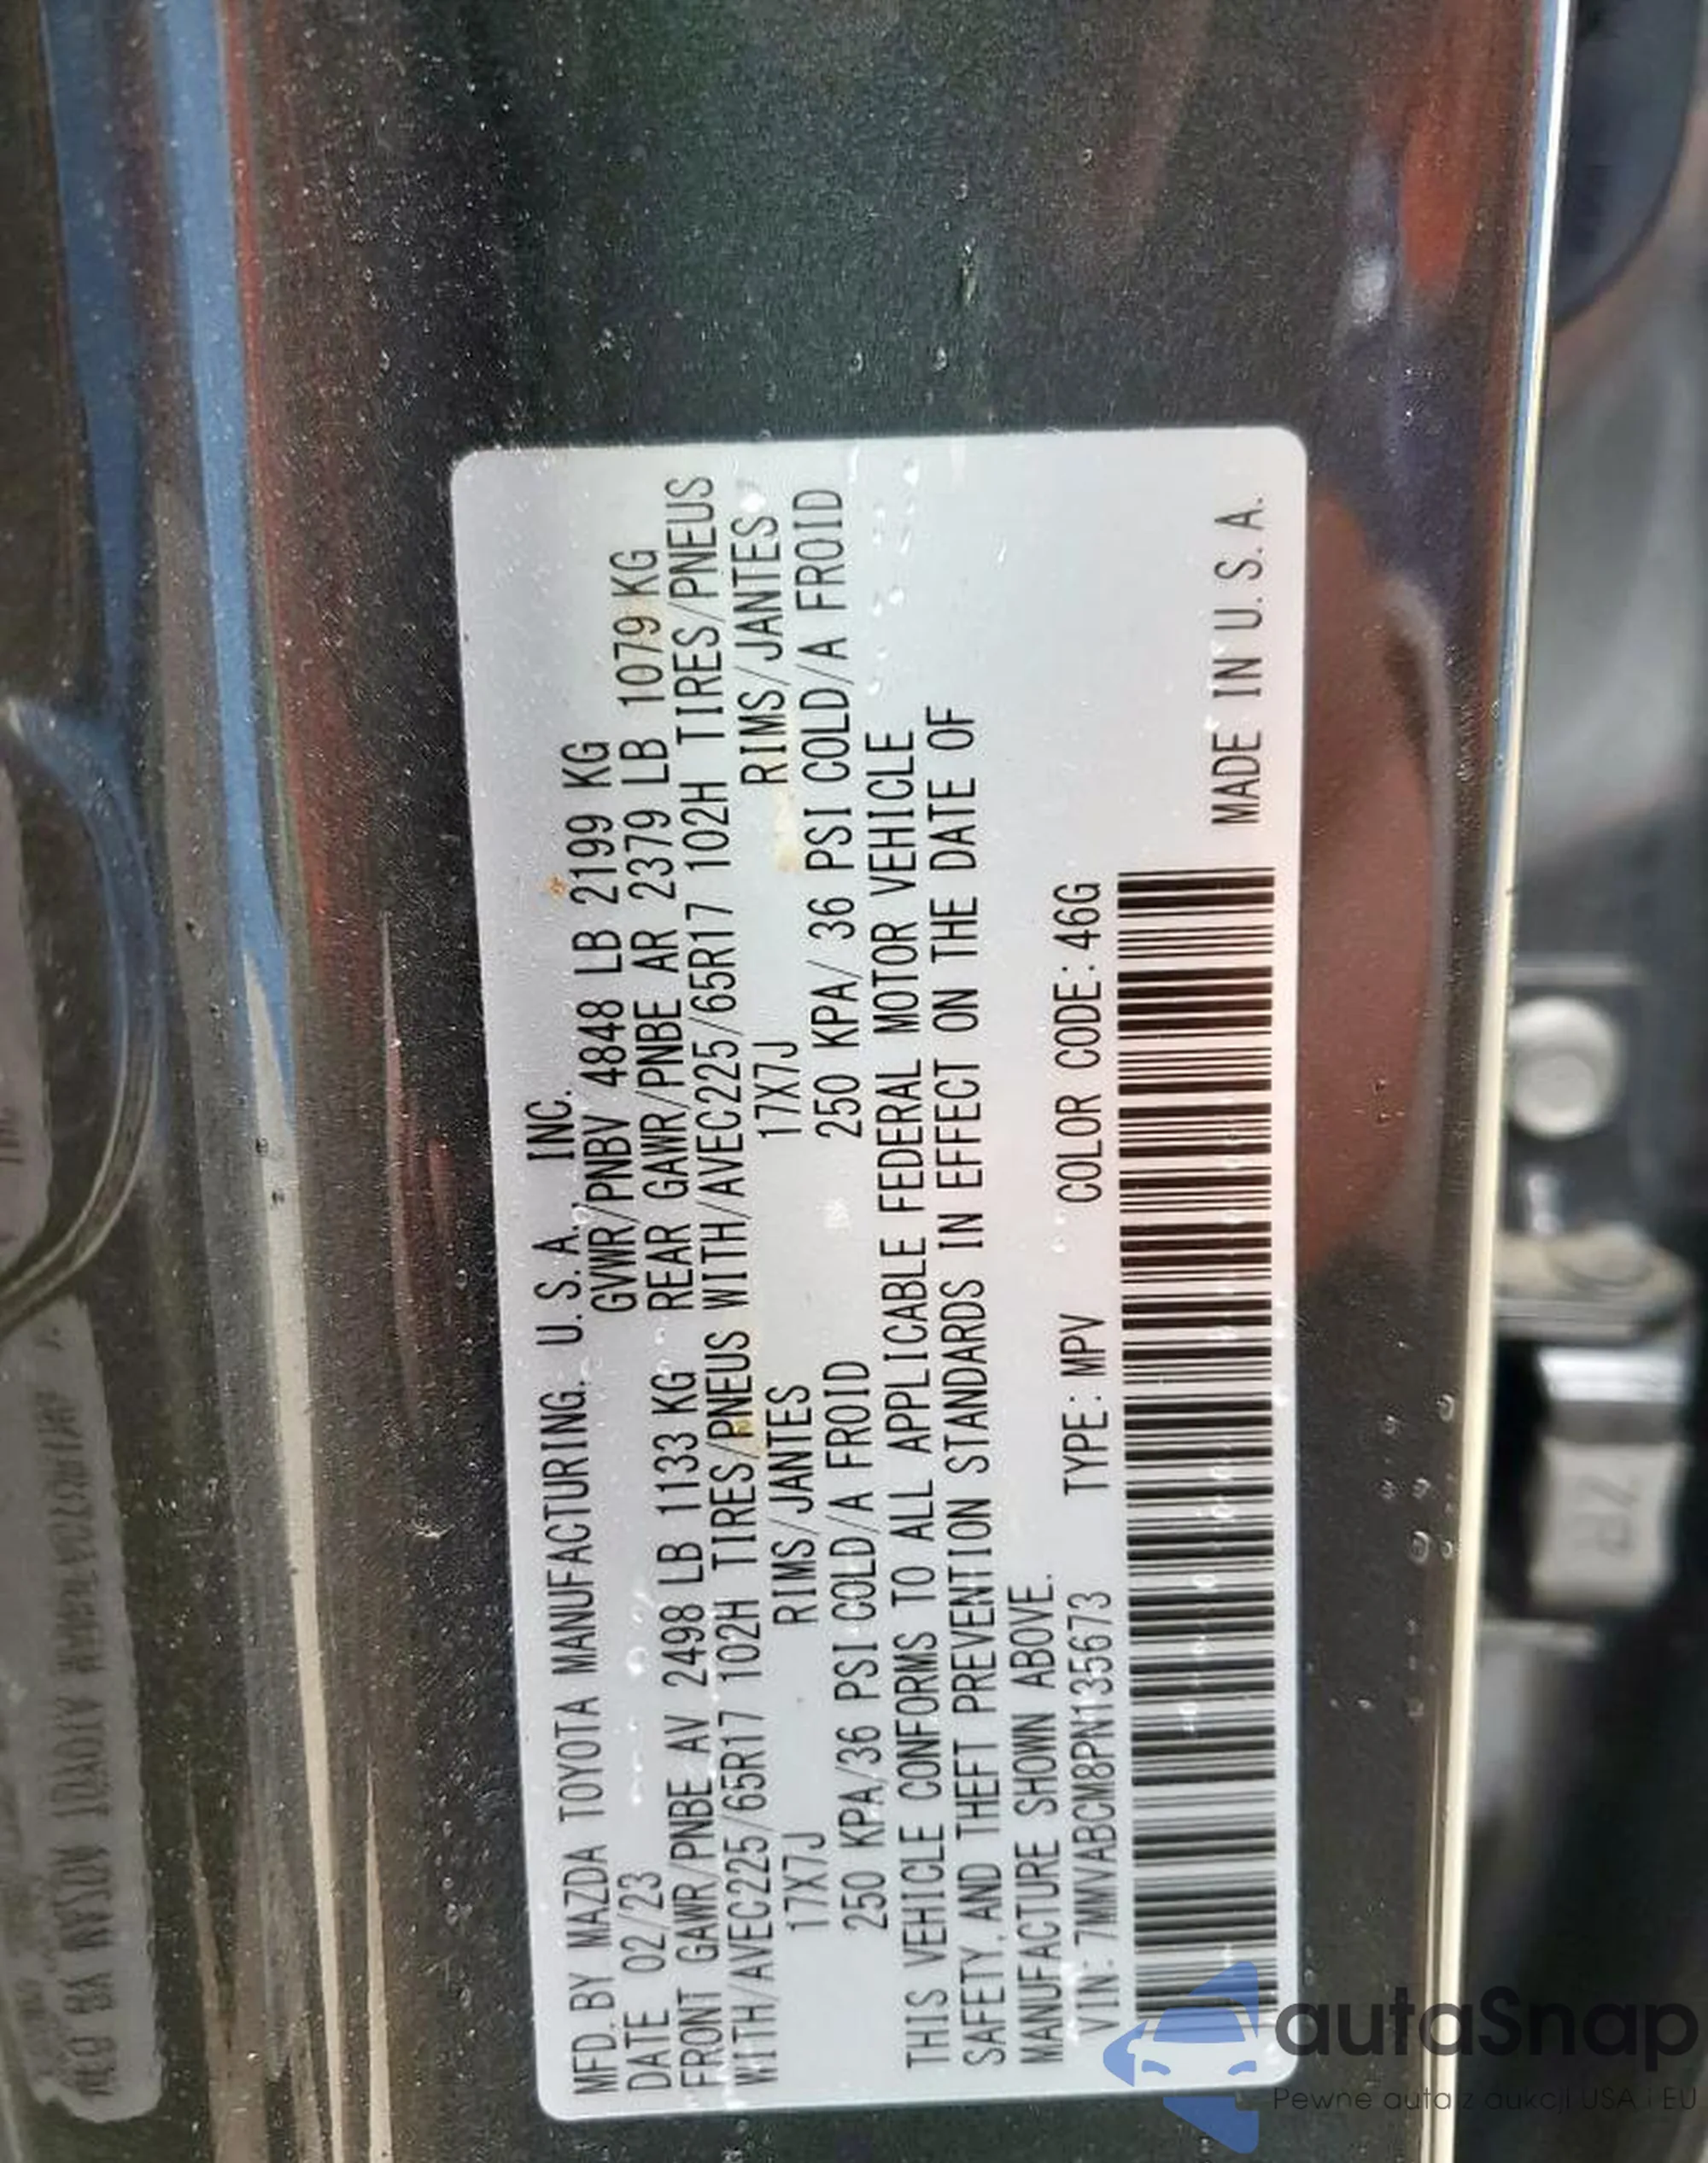 MFD. BY MAZDA TOYOTA MANUFACTURING, U.S.A., INC.
DATE 02/23 GVWR/PNBV 4848 LB 2199 KG
FRONT GAWR/PNBE AV 2498 LB 1133 KG REAR GAWR/PNBE AR 2379 LB 1079 KG
WITH/AVEC225/65R17 102H TIRES/PNEUS WITH/AVEC225/65R17 102H TIRES/PNEUS
17X7J RIMS/JANTES 17X7J RIMS/JANTES
250 KPA/36 PSI COLD/A FROID 250 KPA/ 36 PSI COLD/A FROID
THIS VEHICLE CONFORMS TO ALL APPLICABLE FEDERAL MOTOR VEHICLE
SAFETY, AND THEFT PREVENTION STANDARDS IN EFFECT ON THE DATE OF
MANUFACTURE SHOWN ABOVE.
VIN: 7MMVABCM8PN135673 TYPE: MPV COLOR CODE: 46G
MADE IN U.S.A.
autaSnap
Pewne auta z aukcji USA i EU